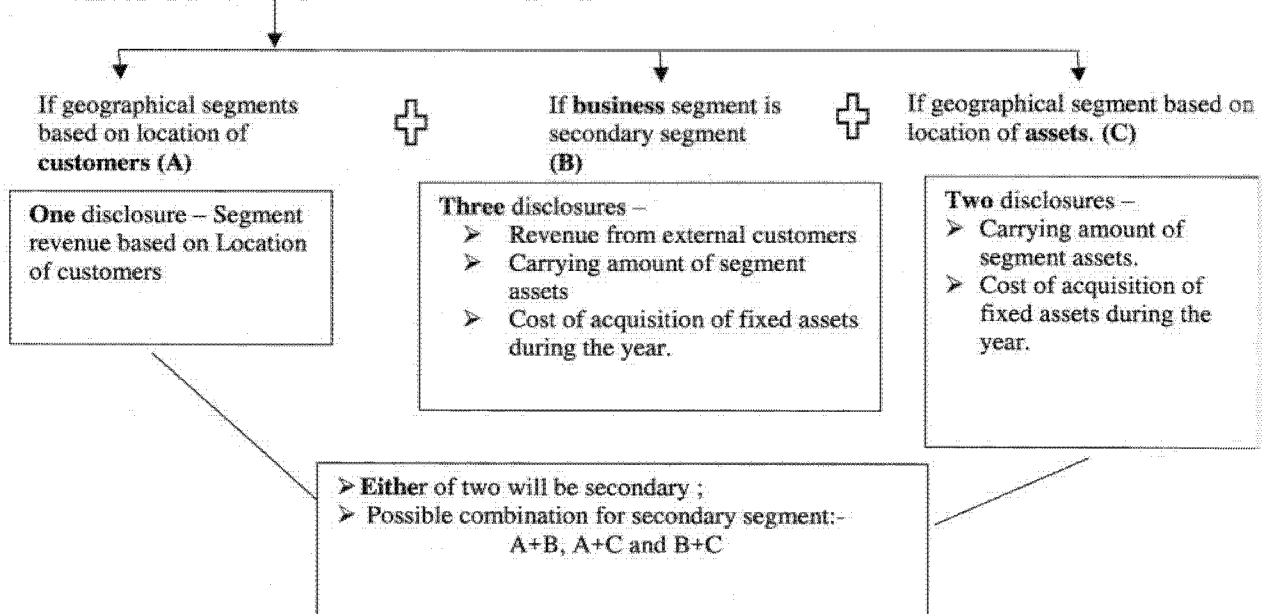 If geographical segments
based on location of
customers (A)
If business segment is
secondary segment
(B)
If geographical segment based on
location of assets. (C)
One disclosure – Segment
revenue based on Location
of customers
Three disclosures –
➢ Revenue from external customers
➢ Carrying amount of segment
assets
➢ Cost of acquisition of fixed assets
during the year.
Two disclosures –
➢ Carrying amount of
segment assets.
➢ Cost of acquisition of
fixed assets during the
year.
➢ Either of two will be secondary ;
➢ Possible combination for secondary segment:-
A+B, A+C and B+C